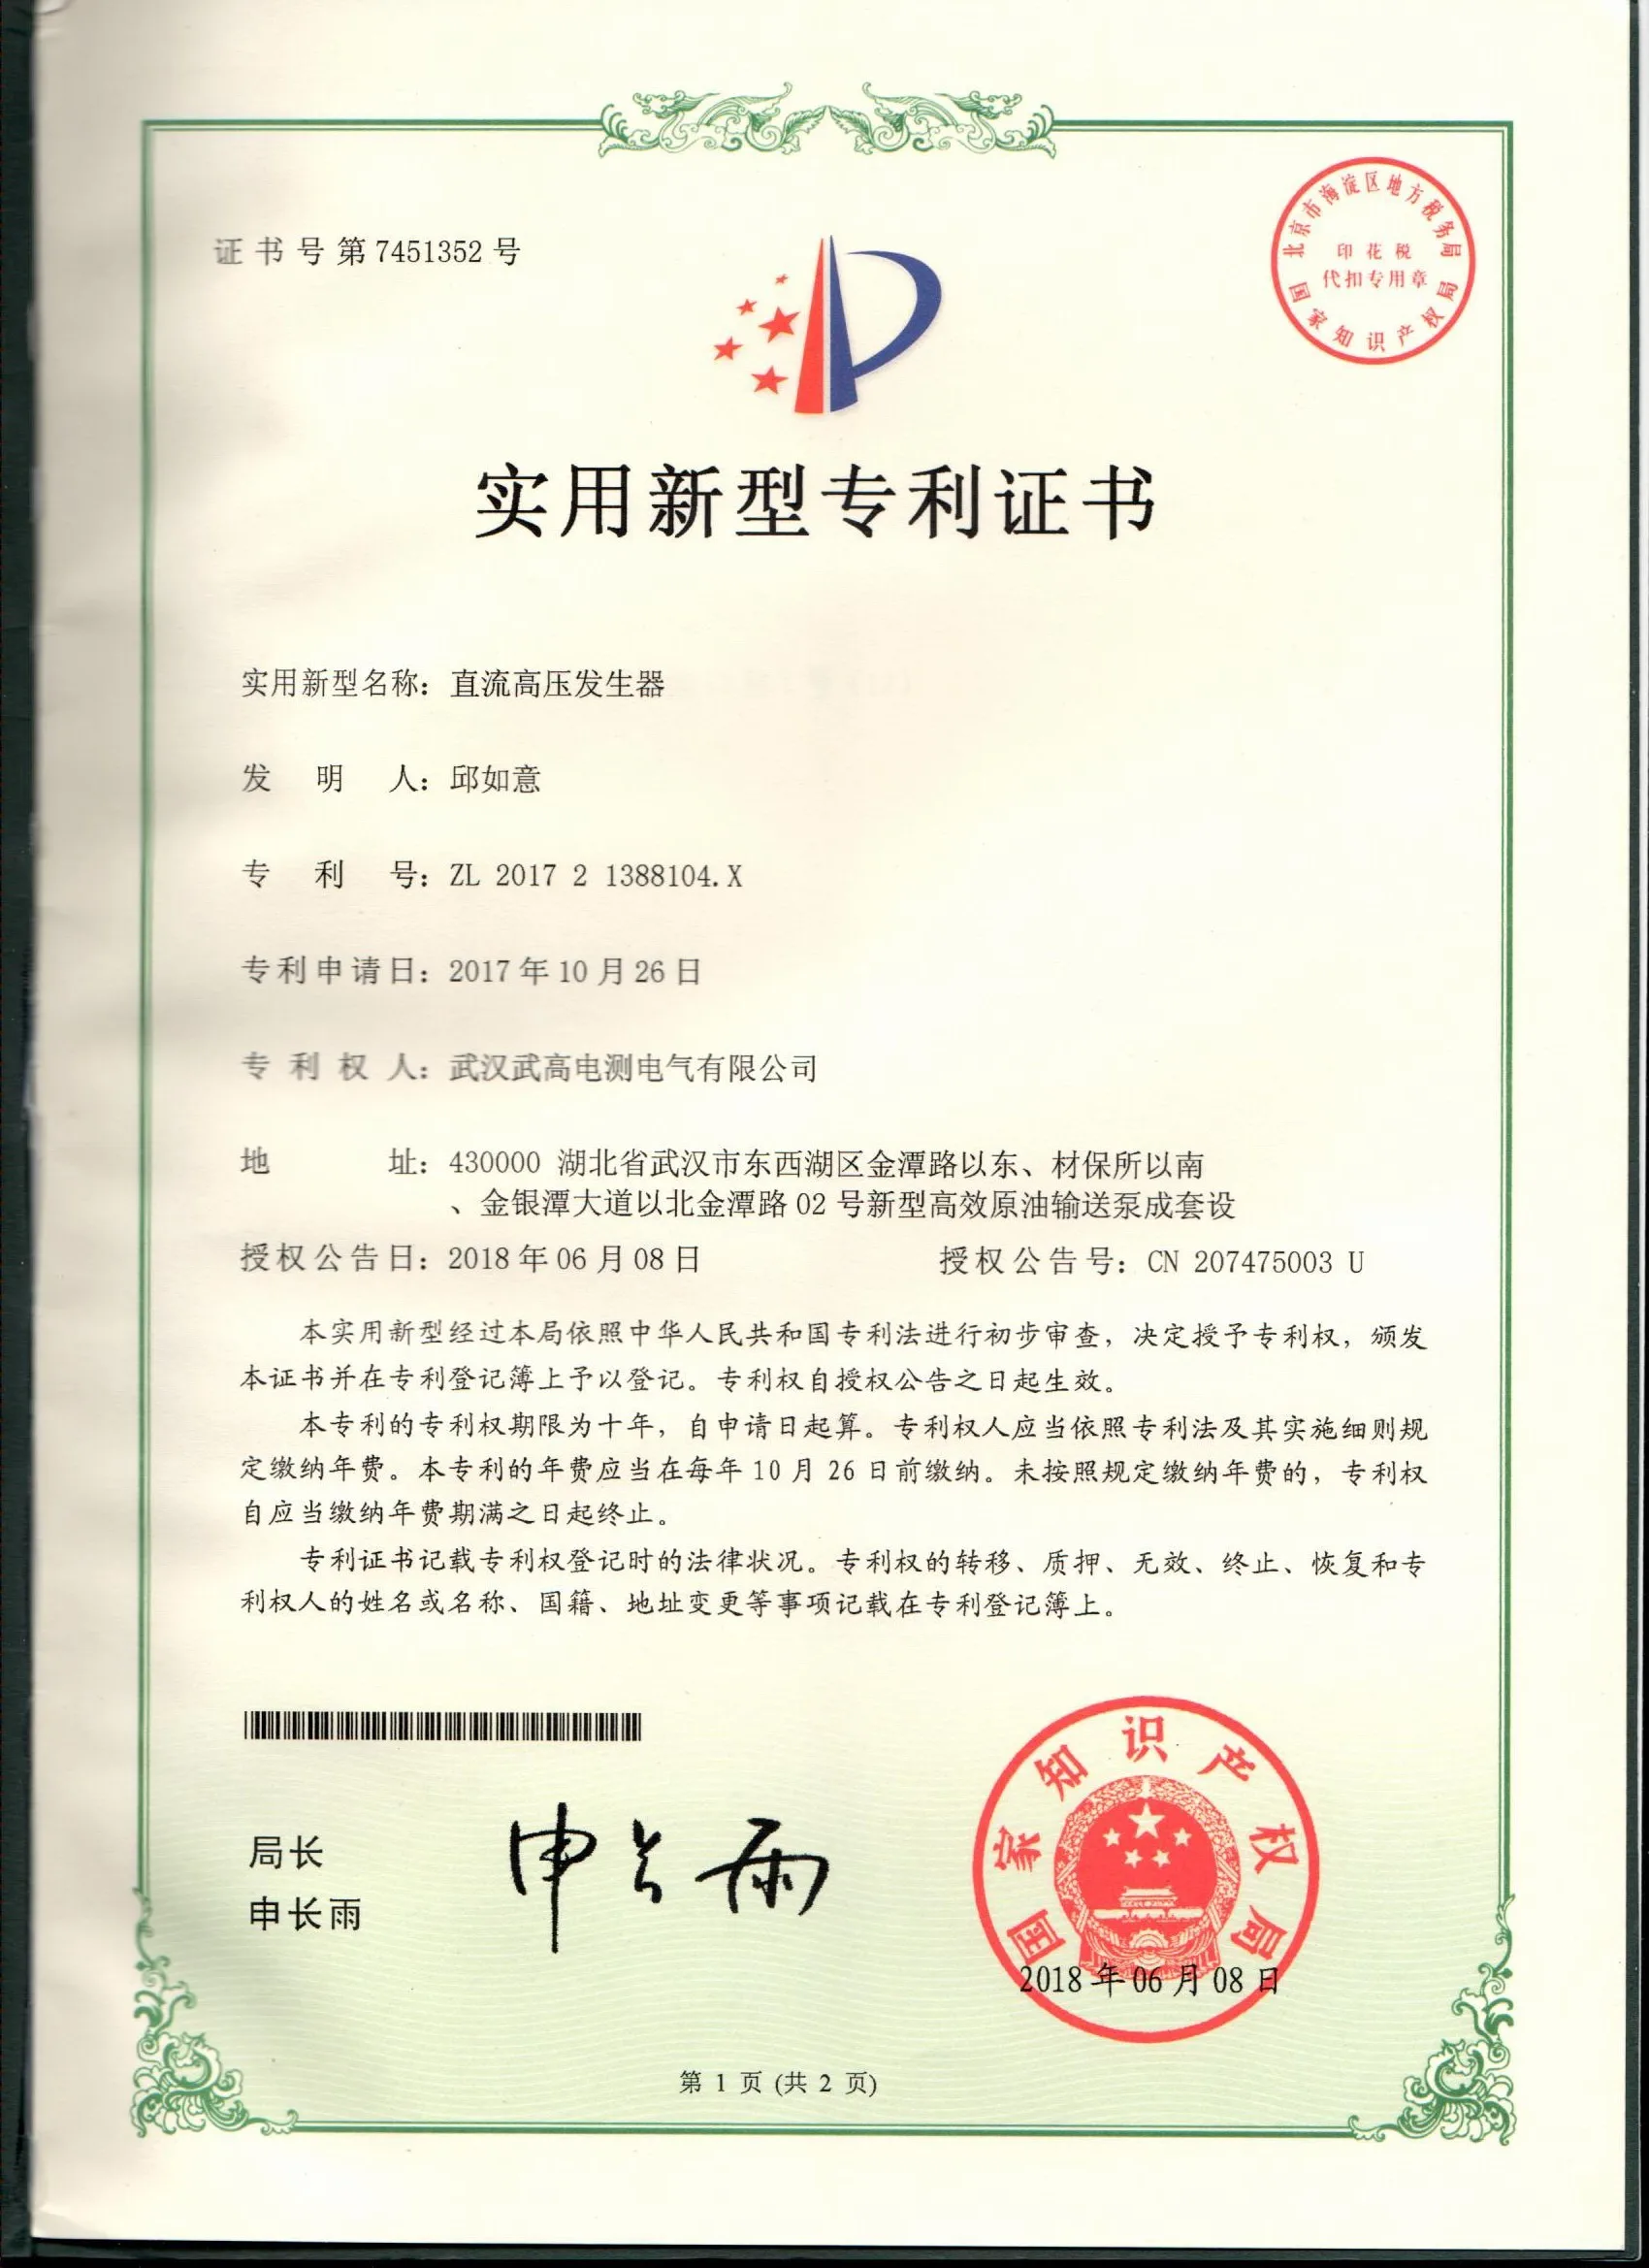 证书号第7451352号
北京市海淀区地方税务局
印花税
代扣专用章
国家知识产权局
实用新型专利证书
实用新型名称：直流高压发生器
发明人：邱如意
专利号：ZL 2017 2 1388104.X
专利申请日：2017年10月26日
专利权人：武汉武高电测电气有限公司
地址：430000 湖北省武汉市东西湖区金潭路以东、材保所以南
、金银潭大道以北金潭路02号新型高效原油输送泵成套设
授权公告日：2018年06月08日 授权公告号：CN 207475003 U
本实用新型经过本局依照中华人民共和国专利法进行初步审查，决定授予专利权，颁发
本证书并在专利登记簿上予以登记。专利权自授权公告之日起生效。
本专利的专利权期限为十年，自申请日起算。专利权人应当依照专利法及其实施细则规
定缴纳年费。本专利的年费应当在每年10月26日前缴纳。未按照规定缴纳年费的，专利权
自应当缴纳年费期满之日起终止。
专利证书记载专利权登记时的法律状况。专利权的转移、质押、无效、终止、恢复和专
利权人的姓名或名称、国籍、地址变更等事项记载在专利登记簿上。
局长
申长雨
申长雨
国家知识产权局
2018年06月08日
第 1 页 (共 2 页)